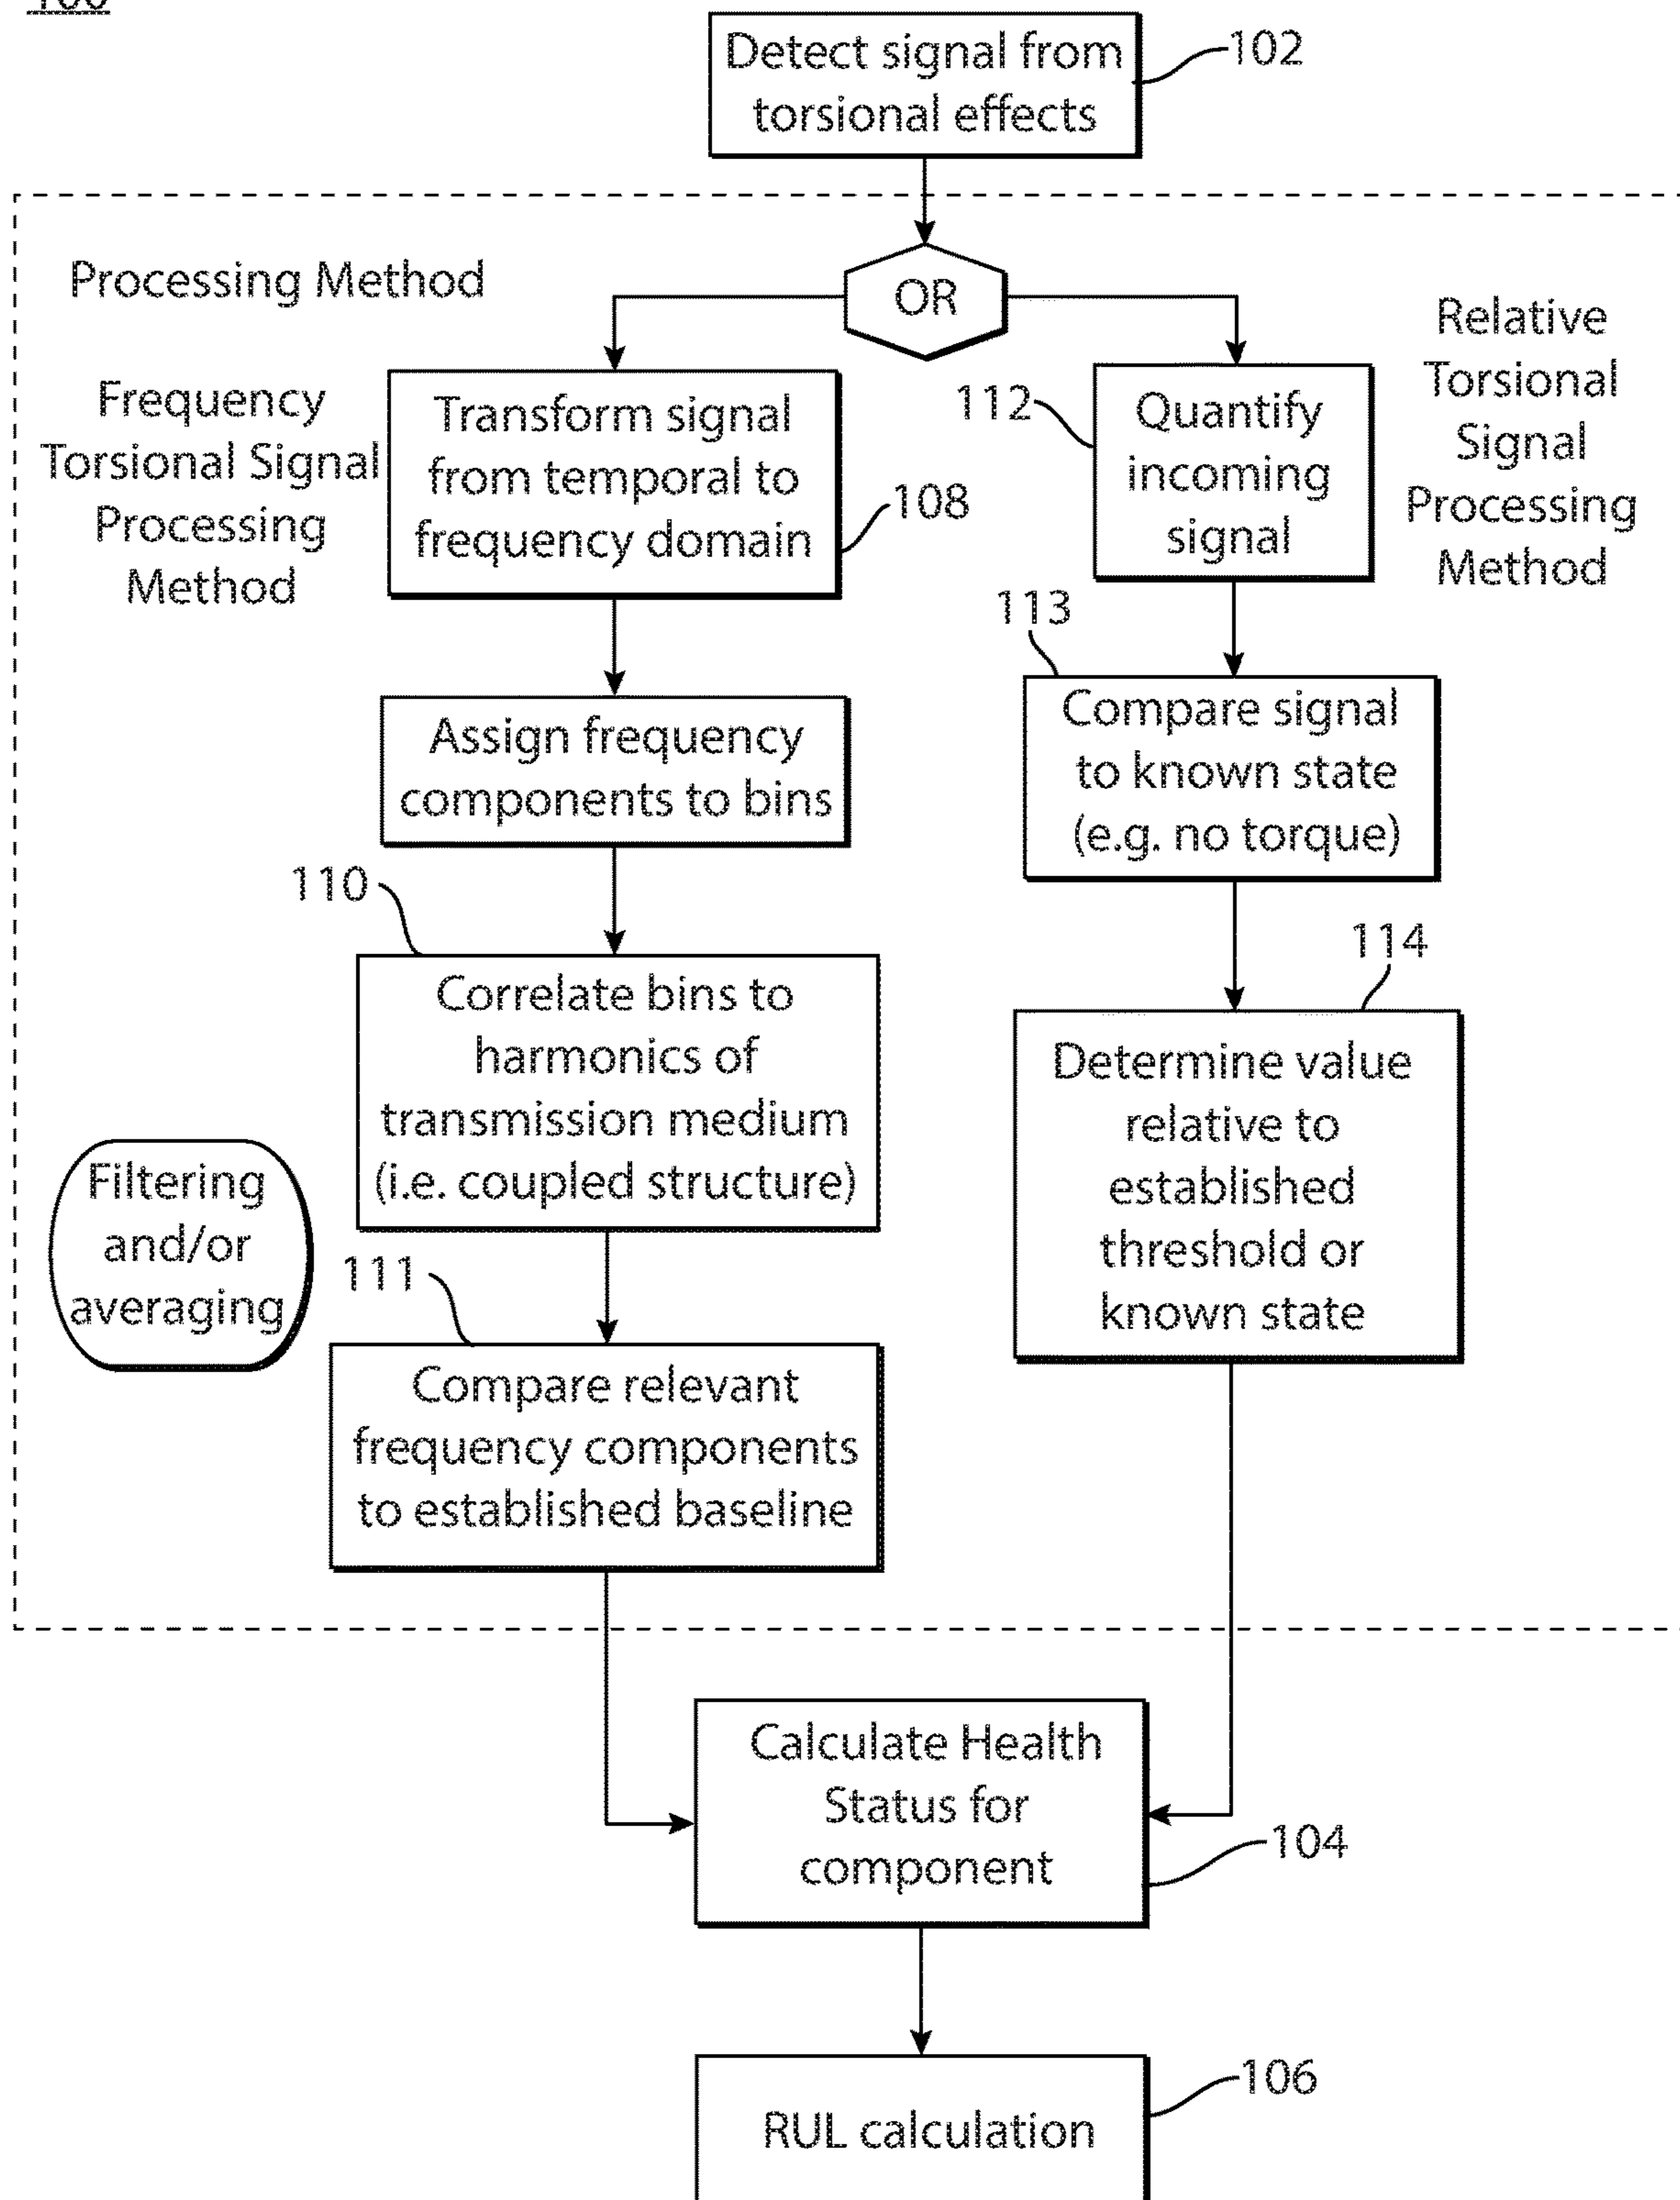 Detect signal from
torsional effects
102
Processing Method
OR
Frequency
Torsional Signal
Processing
Method
Transform signal
from temporal to
frequency domain
108
112
Quantify
incoming
signal
Relative
Torsional
Signal
Processing
Method
Assign frequency
components to bins
113
Compare signal
to known state
(e.g. no torque)
110
Correlate bins to
harmonics of
transmission medium
(i.e. coupled structure)
114
Determine value
relative to
established
threshold or
known state
Filtering
and/or
averaging
111
Compare relevant
frequency components
to established baseline
Calculate Health
Status for
component
104
RUL calculation
106